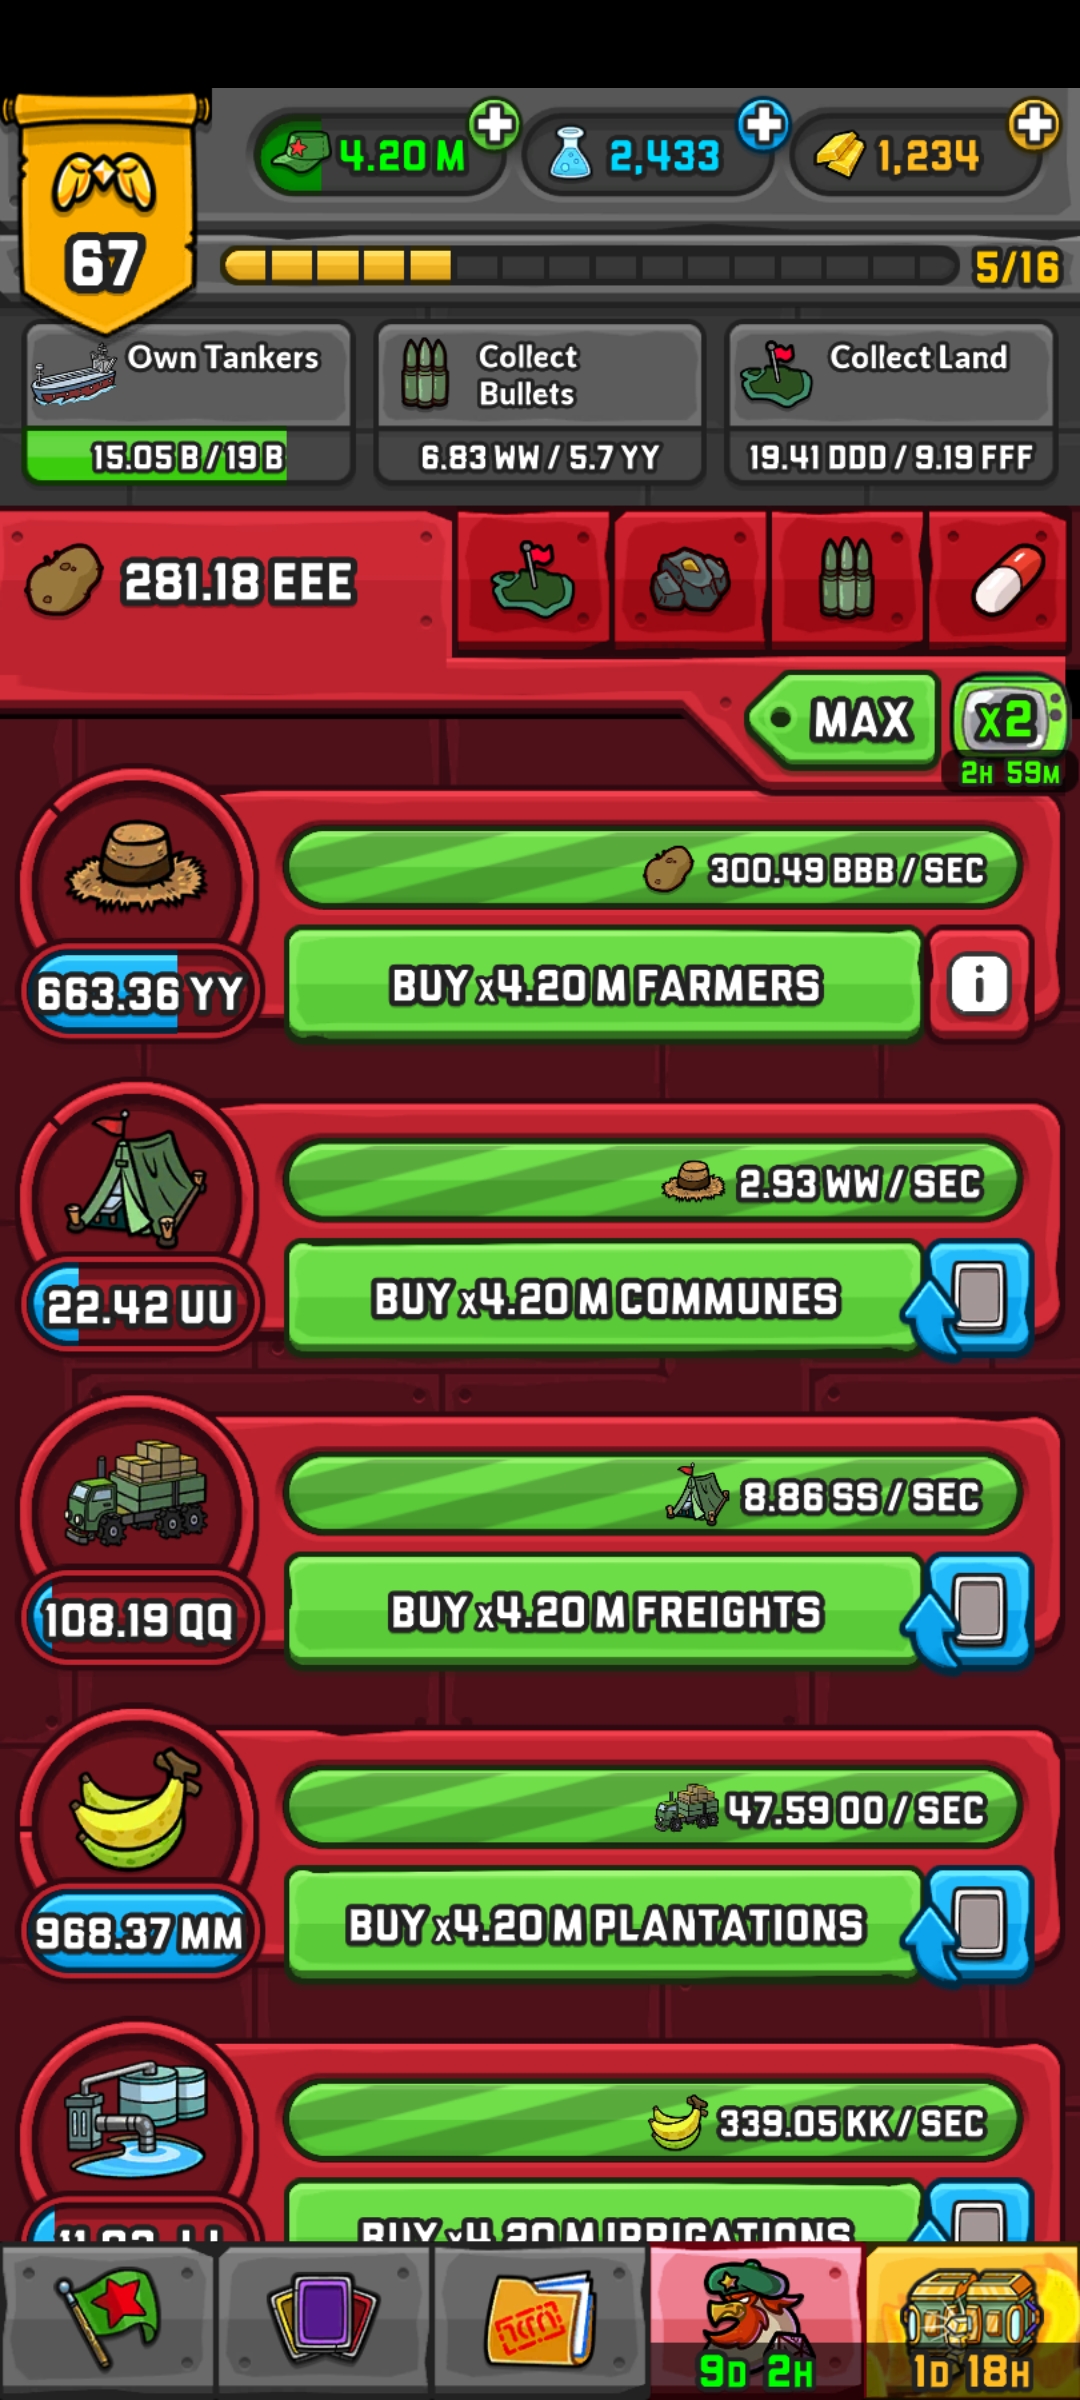 4.20 M
2,433
1,234
67
5/16
Own Tankers
15.05 B / 19 B
Collect
Bullets
6.83 WW / 5.7 YY
Collect Land
19.41 DDD / 9.19 FFF
281.18 EEE
MAX
x2
2H 59M
300.49 BBB / SEC
663.36 YY
BUY x4.20 M FARMERS
i
2.93 WW / SEC
22.42 UU
BUY x4.20 M COMMUNES
8.86 SS / SEC
108.19 QQ
BUY x4.20 M FREIGHTS
47.59 OO / SEC
968.37 MM
BUY x4.20 M PLANTATIONS
339.05 KK / SEC
BUY x4.20 M IRRIGATIONS
9D 2H
1D 18H